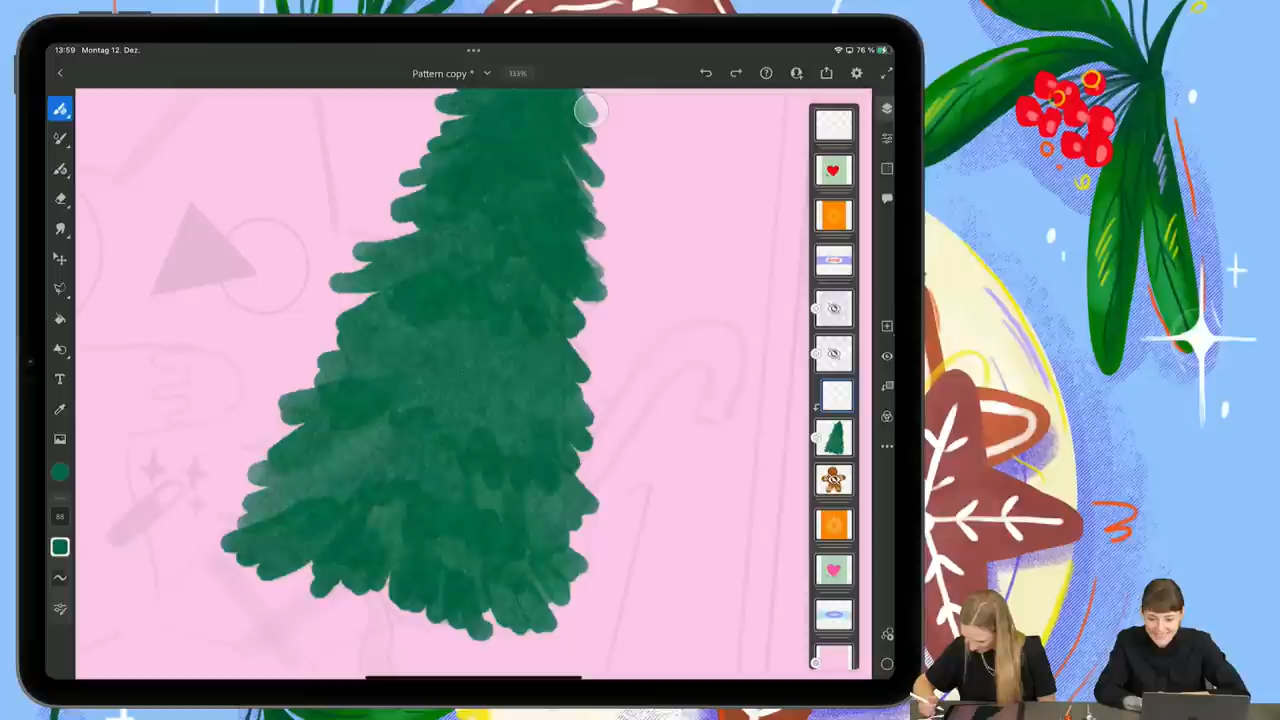 13:59 Montag 12. Dez.
76 %
Pattern copy *
133%
T
88